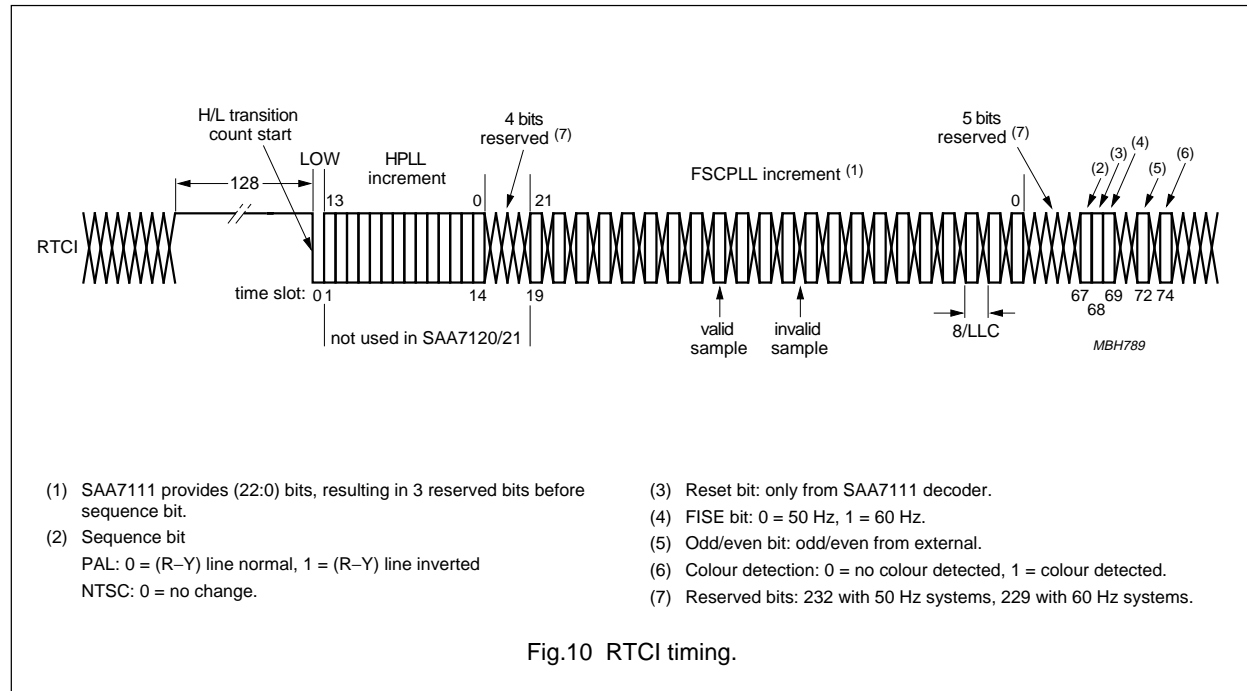 H/L transition
count start
4 bits
reserved (7)
5 bits
reserved (7)
(3)
(4)
(6)
LOW
HPLL
increment
FSCPLL increment (1)
(2)
(5)
128
13
0
21
0
RTCI
time slot:
0 1
14
19
67
68
69
72
74
not used in SAA7120/21
valid
sample
invalid
sample
8/LLC
MBH789
(1) SAA7111 provides (22:0) bits, resulting in 3 reserved bits before
sequence bit.
(2) Sequence bit
PAL: 0 = (R−Y) line normal, 1 = (R−Y) line inverted
NTSC: 0 = no change.
(3) Reset bit: only from SAA7111 decoder.
(4) FISE bit: 0 = 50 Hz, 1 = 60 Hz.
(5) Odd/even bit: odd/even from external.
(6) Colour detection: 0 = no colour detected, 1 = colour detected.
(7) Reserved bits: 232 with 50 Hz systems, 229 with 60 Hz systems.
Fig.10 RTCI timing.